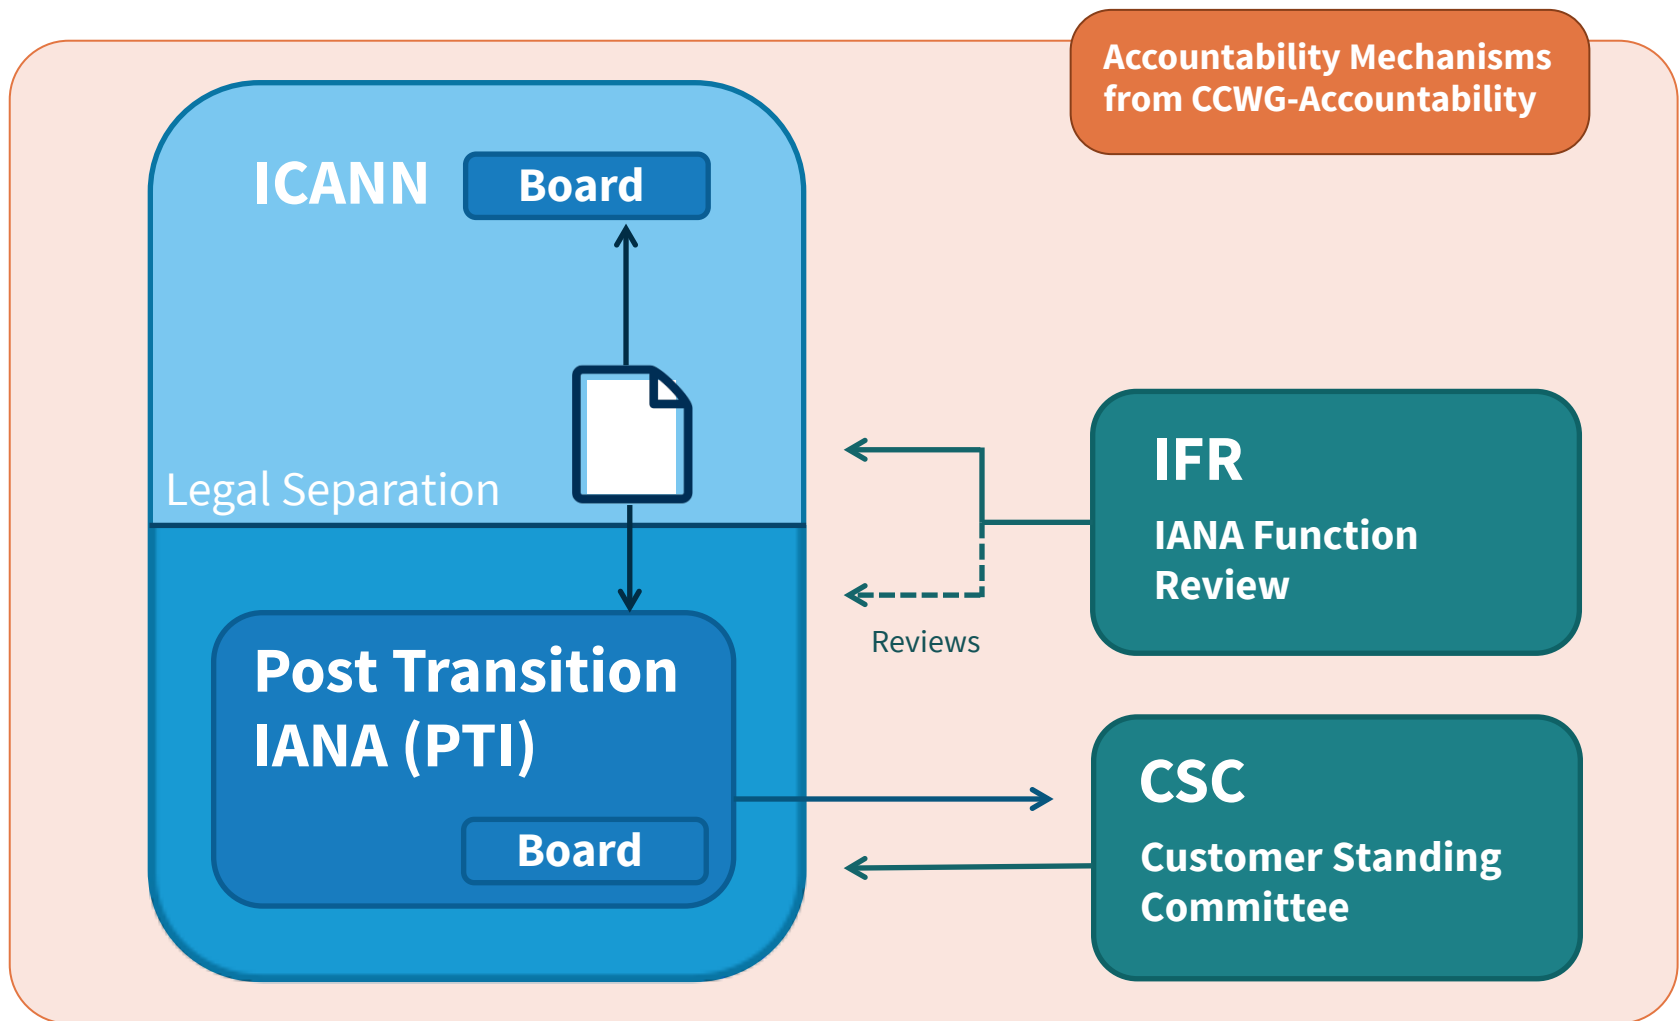 Accountability Mechanisms
from CCWG-Accountability
ICANN
Board
Legal Separation
Post Transition
IANA (PTI)
Board
IFR
IANA Function
Review
Reviews
CSC
Customer Standing
Committee